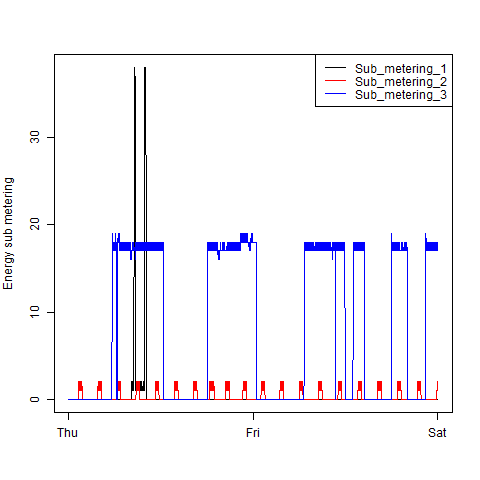 Sub_metering_1
Sub_metering_2
Sub_metering_3
Energy sub metering
30
20
10
0
Thu
Fri
Sat